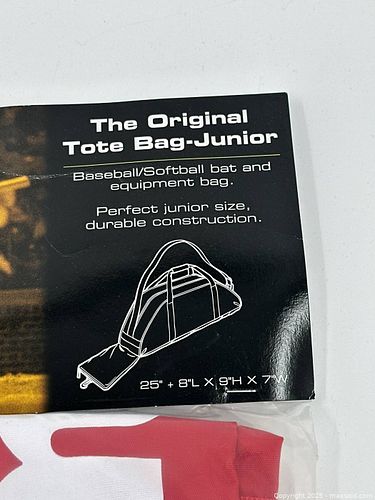 The Original
Tote Bag-Junior
Baseball/Softball bat and
equipment bag.
Perfect junior size,
durable construction.
25" + 8"L X 9"H X 7"W
Copyright 2025 - maxsold.com